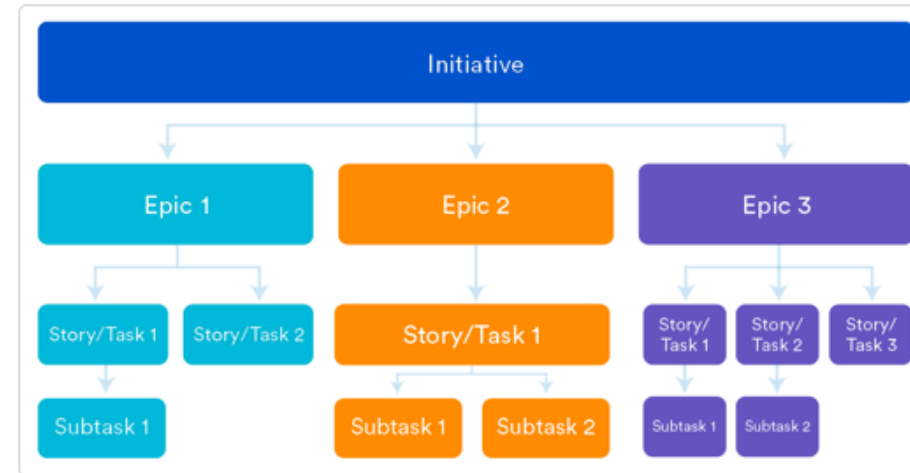 Initiative
Epic 1
Epic 2
Epic 3
Story/Task 1
Story/Task 2
Story/Task 1
Story/
Task 1
Story/
Task 2
Story/
Task 3
Subtask 1
Subtask 1
Subtask 2
Subtask 1
Subtask 2